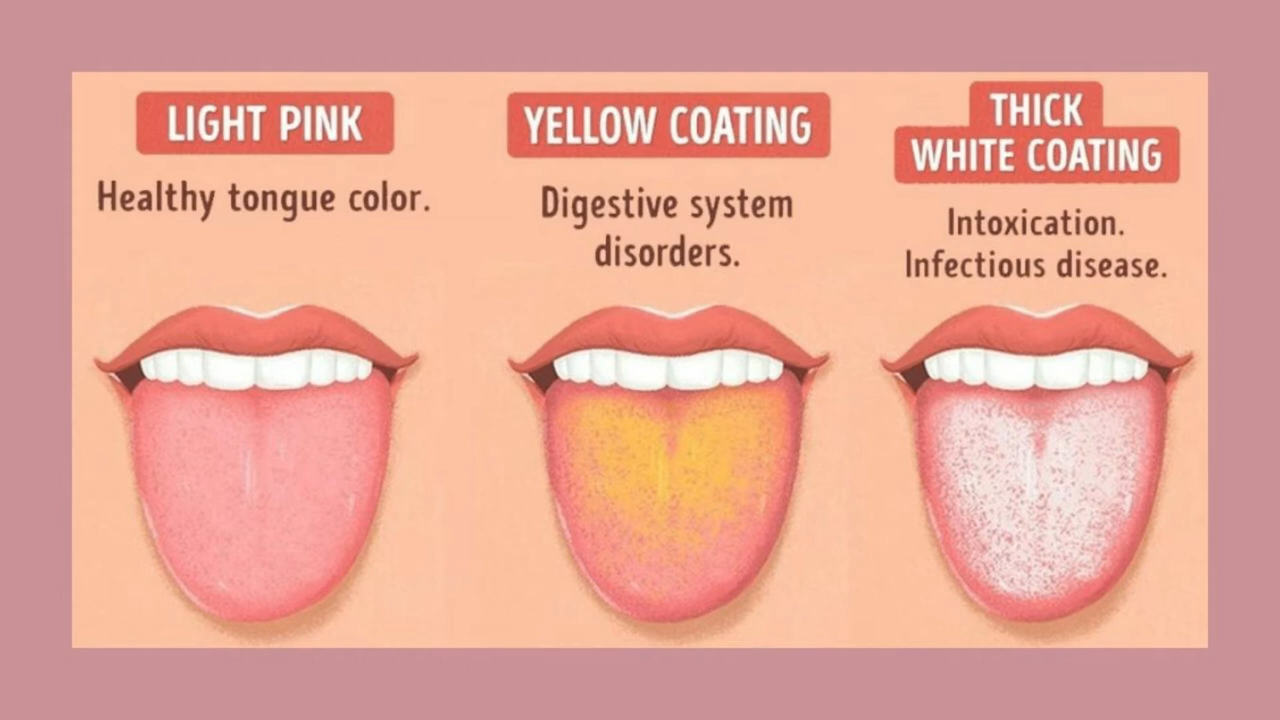 LIGHT PINK
Healthy tongue color.
YELLOW COATING
Digestive system
disorders.
THICK
WHITE COATING
Intoxication.
Infectious disease.